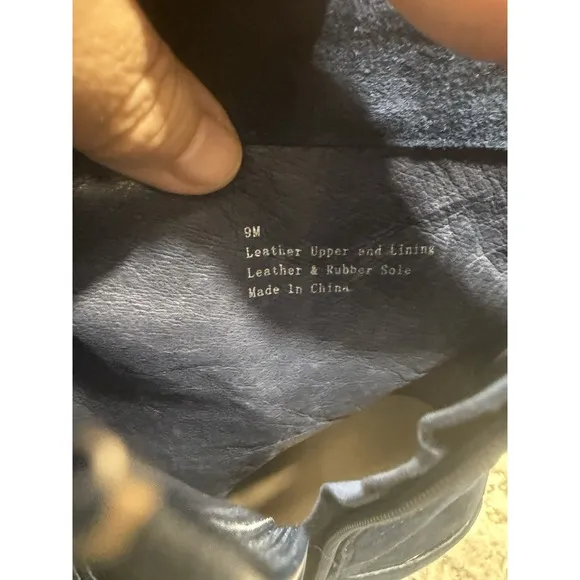 9M
Leather Upper and Lining
Leather & Rubber Sole
Made In China